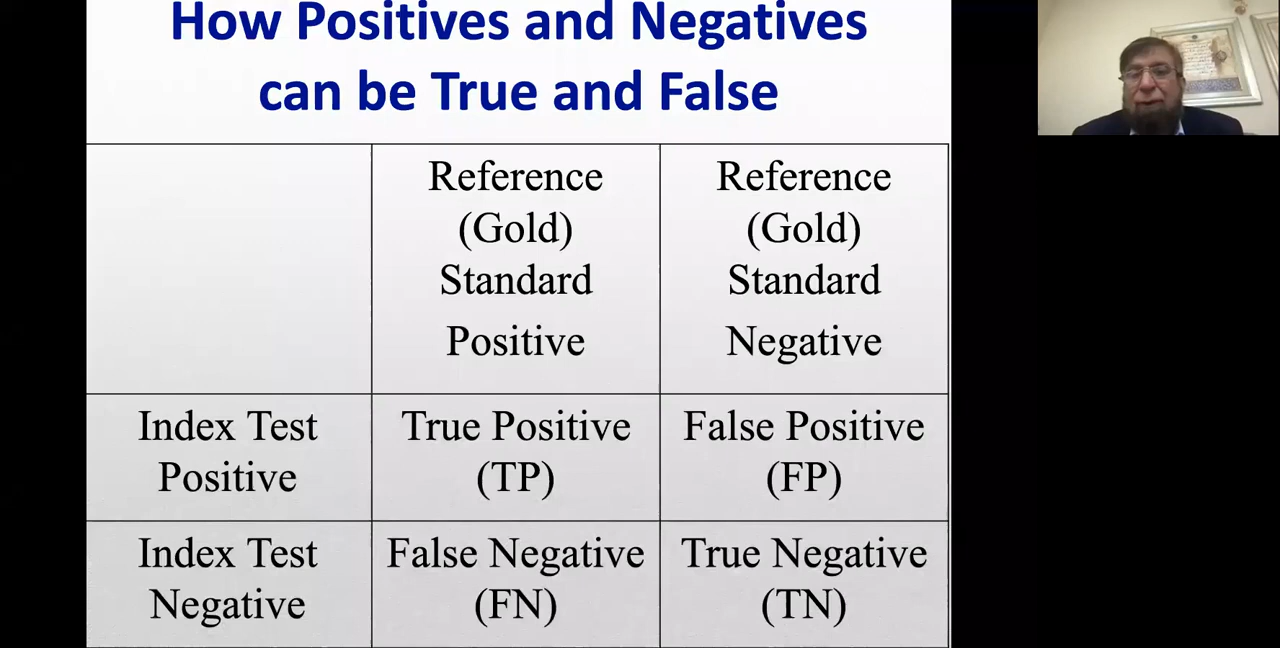 How Positives and Negatives
can be True and False
Reference
(Gold)
Standard
Positive
Reference
(Gold)
Standard
Negative
Index Test
Positive
True Positive
(TP)
False Positive
(FP)
Index Test
Negative
False Negative
(FN)
True Negative
(TN)